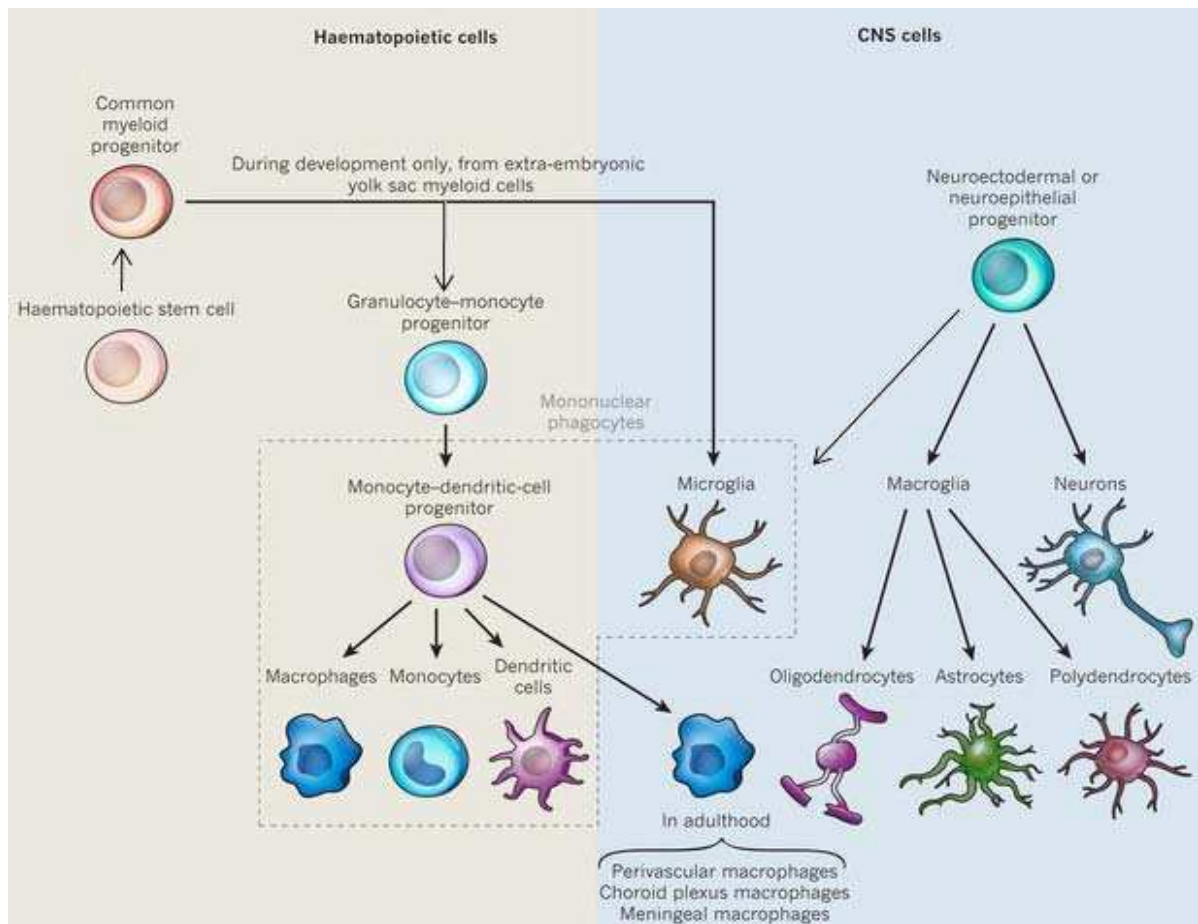 Haematopoietic cells
CNS cells
Common
myeloid
progenitor
During development only, from extra-embryonic
yolk sac myeloid cells
Neuroectodermal or
neuroepithelial
progenitor
Haematopoietic stem cell
Granulocyte–monocyte
progenitor
Mononuclear
phagocytes
Monocyte–dendritic-cell
progenitor
Microglia
Macroglia
Neurons
Macrophages
Monocytes
Dendritic
cells
Oligodendrocytes
Astrocytes
Polydendrocytes
In adulthood
Perivascular macrophages
Choroid plexus macrophages
Meningeal macrophages